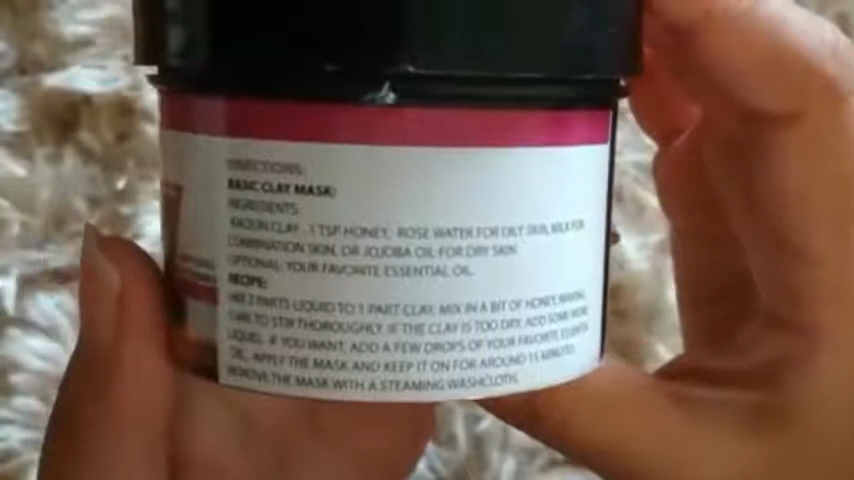 DIRECTIONS:
BASIC CLAY MASK:
INGREDIENTS:
KAOLIN CLAY - 1 TSP HONEY, ROSE WATER FOR OILY SKIN, MILK FOR
COMBINATION SKIN, OR JOJOBA OIL FOR DRY SKIN
OPTIONAL: YOUR FAVORITE ESSENTIAL OIL.
RECIPE:
2 PARTS LIQUID TO 1 PART CLAY, MIX IN A BIT OF HONEY, MAKING
SURE TO STIR THOROUGHLY. IF THE CLAY IS TOO DRY, ADD SOME MORE
LIQUID. IF YOU WANT, ADD A FEW DROPS OF YOUR FAVORITE ESSENTIAL
OIL. APPLY THE MASK AND KEEP IT ON FOR AROUND 15 MINUTES.
REMOVE THE MASK WITH A STEAMING WASHCLOTH.